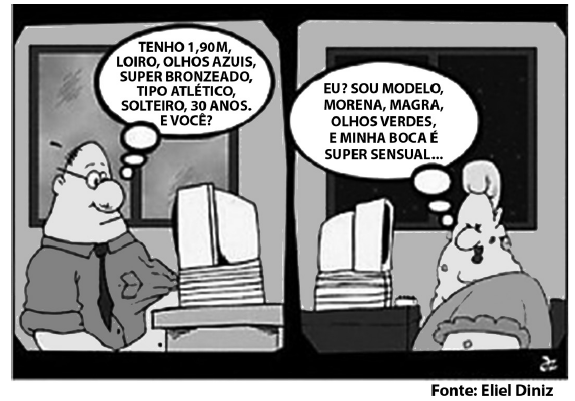 TENHO 1,90M,
LOIRO, OLHOS AZUIS,
SUPER BRONZEADO,
TIPO ATLÉTICO,
SOLTEIRO, 30 ANOS.
E VOCÊ?
EU? SOU MODELO,
MORENA, MAGRA,
OLHOS VERDES,
E MINHA BOCA É
SUPER SENSUAL...
Fonte: Eliel Diniz